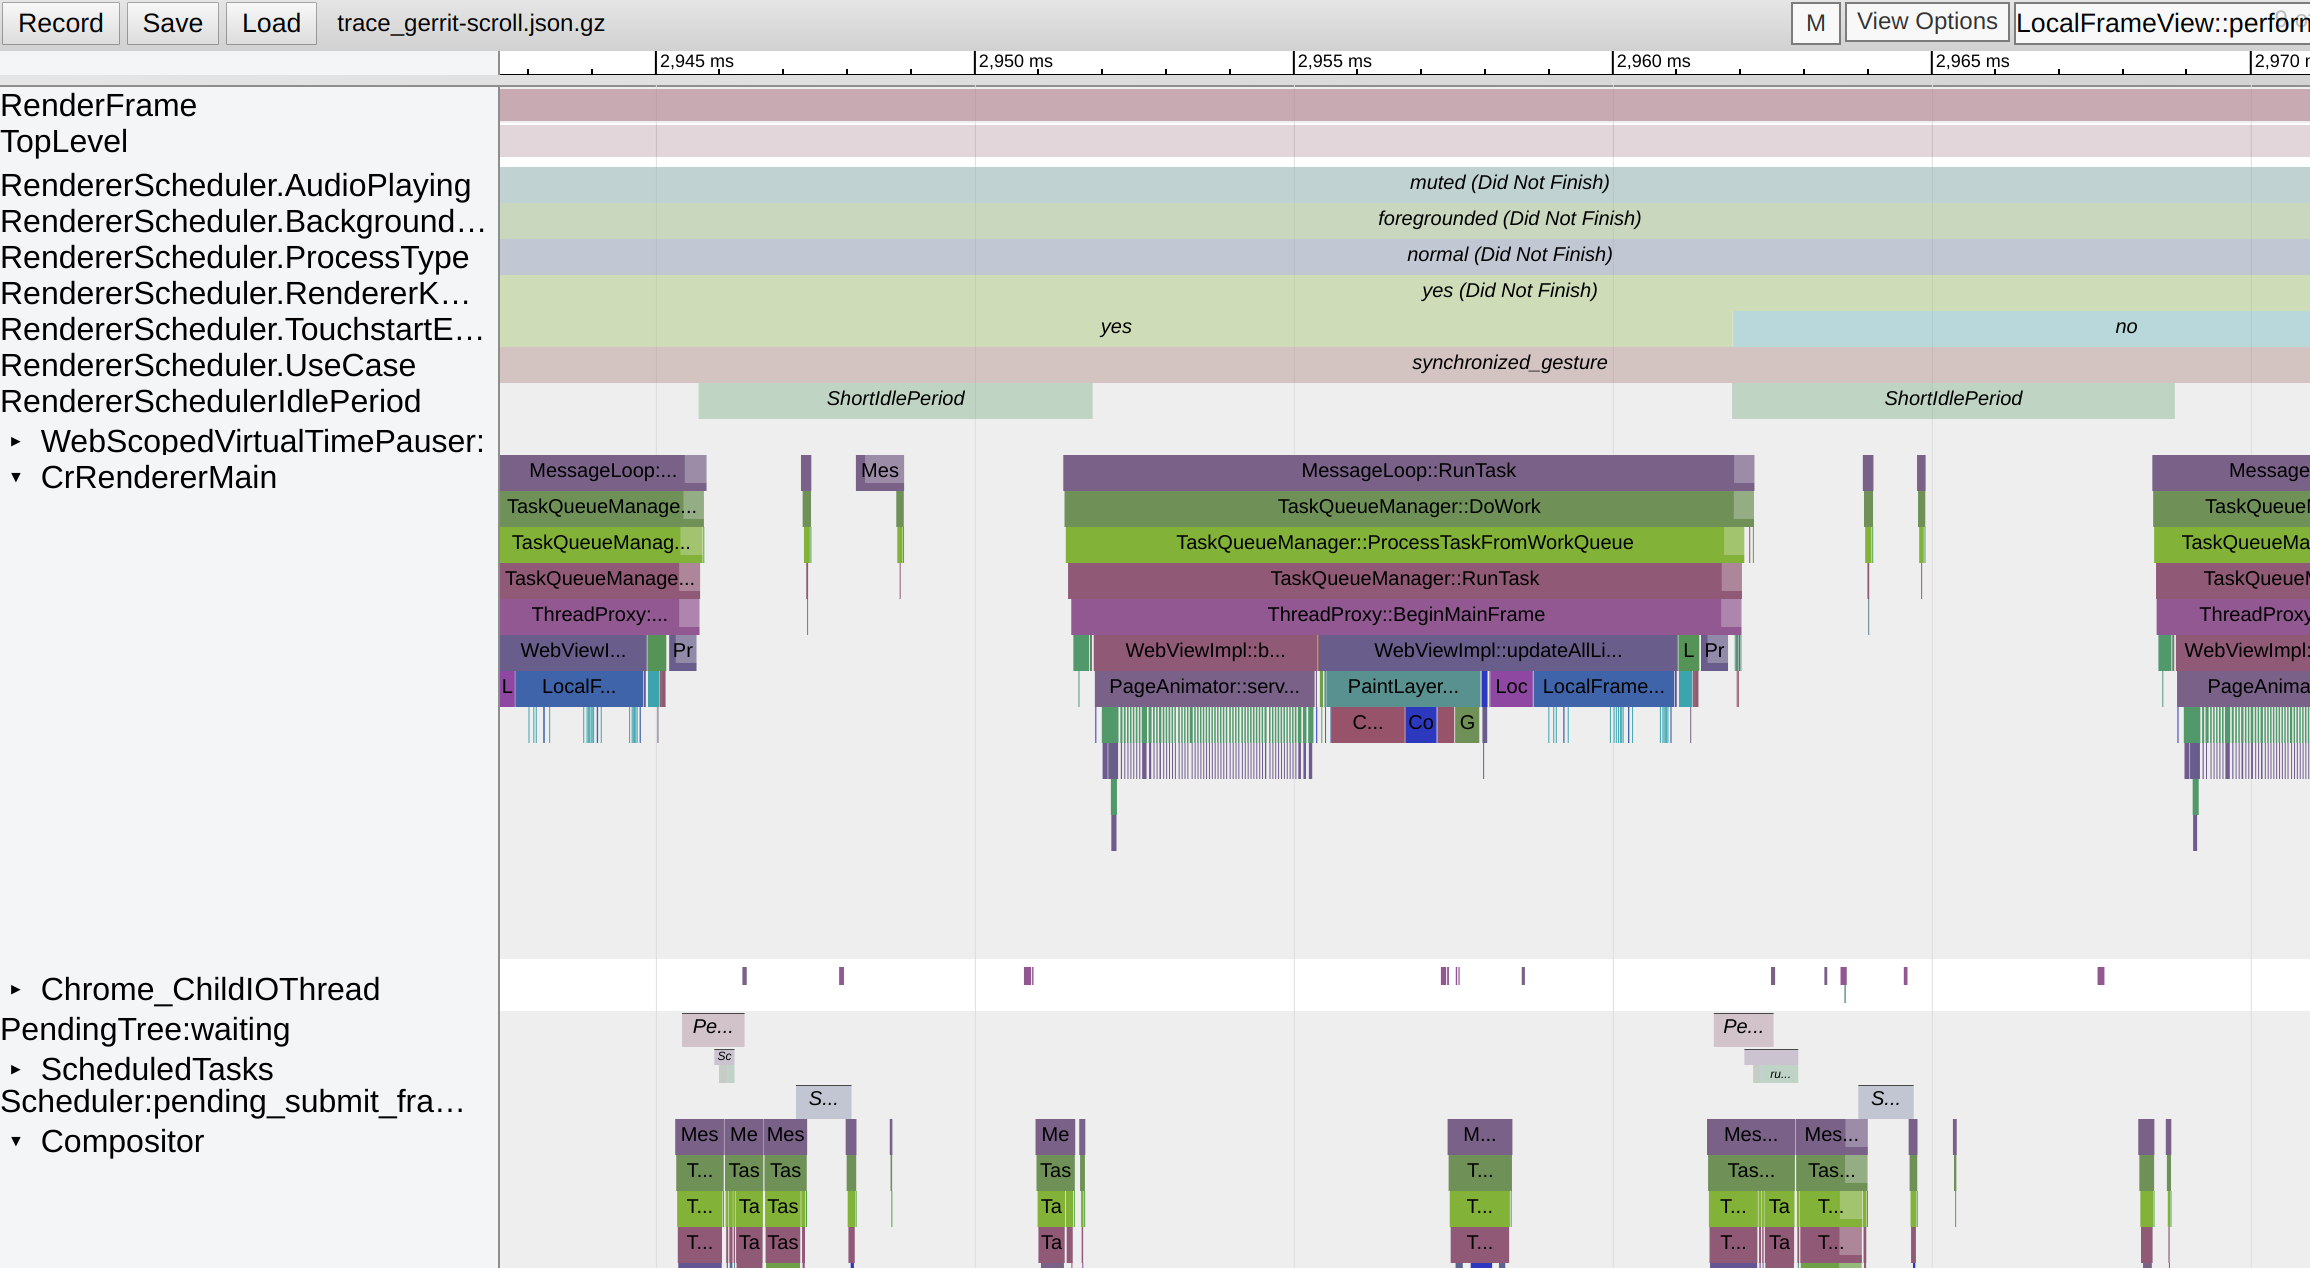 Record Save Load trace_gerrit-scroll.json.gz M View Options LocalFrameView::perfor
2,945 ms 2,950 ms 2,955 ms 2,960 ms 2,965 ms 2,970
RenderFrame
TopLevel
RendererScheduler.AudioPlaying muted (Did Not Finish)
RendererScheduler.Background… foregrounded (Did Not Finish)
RendererScheduler.ProcessType normal (Did Not Finish)
RendererScheduler.RendererK… yes (Did Not Finish)
RendererScheduler.TouchstartE… yes no
RendererScheduler.UseCase synchronized_gesture
RendererSchedulerIdlePeriod ShortIdlePeriod ShortIdlePeriod
▸ WebScopedVirtualTimePauser:
▾ CrRendererMain MessageLoop:... Mes MessageLoop::RunTask Message
TaskQueueManage... TaskQueueManager::DoWork TaskQueue
TaskQueueManag... TaskQueueManager::ProcessTaskFromWorkQueue TaskQueueMa
TaskQueueManage... TaskQueueManager::RunTask TaskQueue
ThreadProxy:... ThreadProxy::BeginMainFrame ThreadProxy
WebViewI... Pr WebViewImpl::b... WebViewImpl::updateAllLi... L Pr WebViewImpl:
L LocalF... PageAnimator::serv... PaintLayer... Loc LocalFrame... PageAnima
C... Co G
▸ Chrome_ChildIOThread
PendingTree:waiting Pe... Pe...
▸ ScheduledTasks Sc ru...
Scheduler:pending_submit_fra… S... S...
▾ Compositor Mes Me Mes Me M... Mes... Mes...
T... Tas Tas Tas T... Tas... Tas...
T... Ta Tas Ta T... T... Ta T...
T... Ta Tas Ta T... T... Ta T...